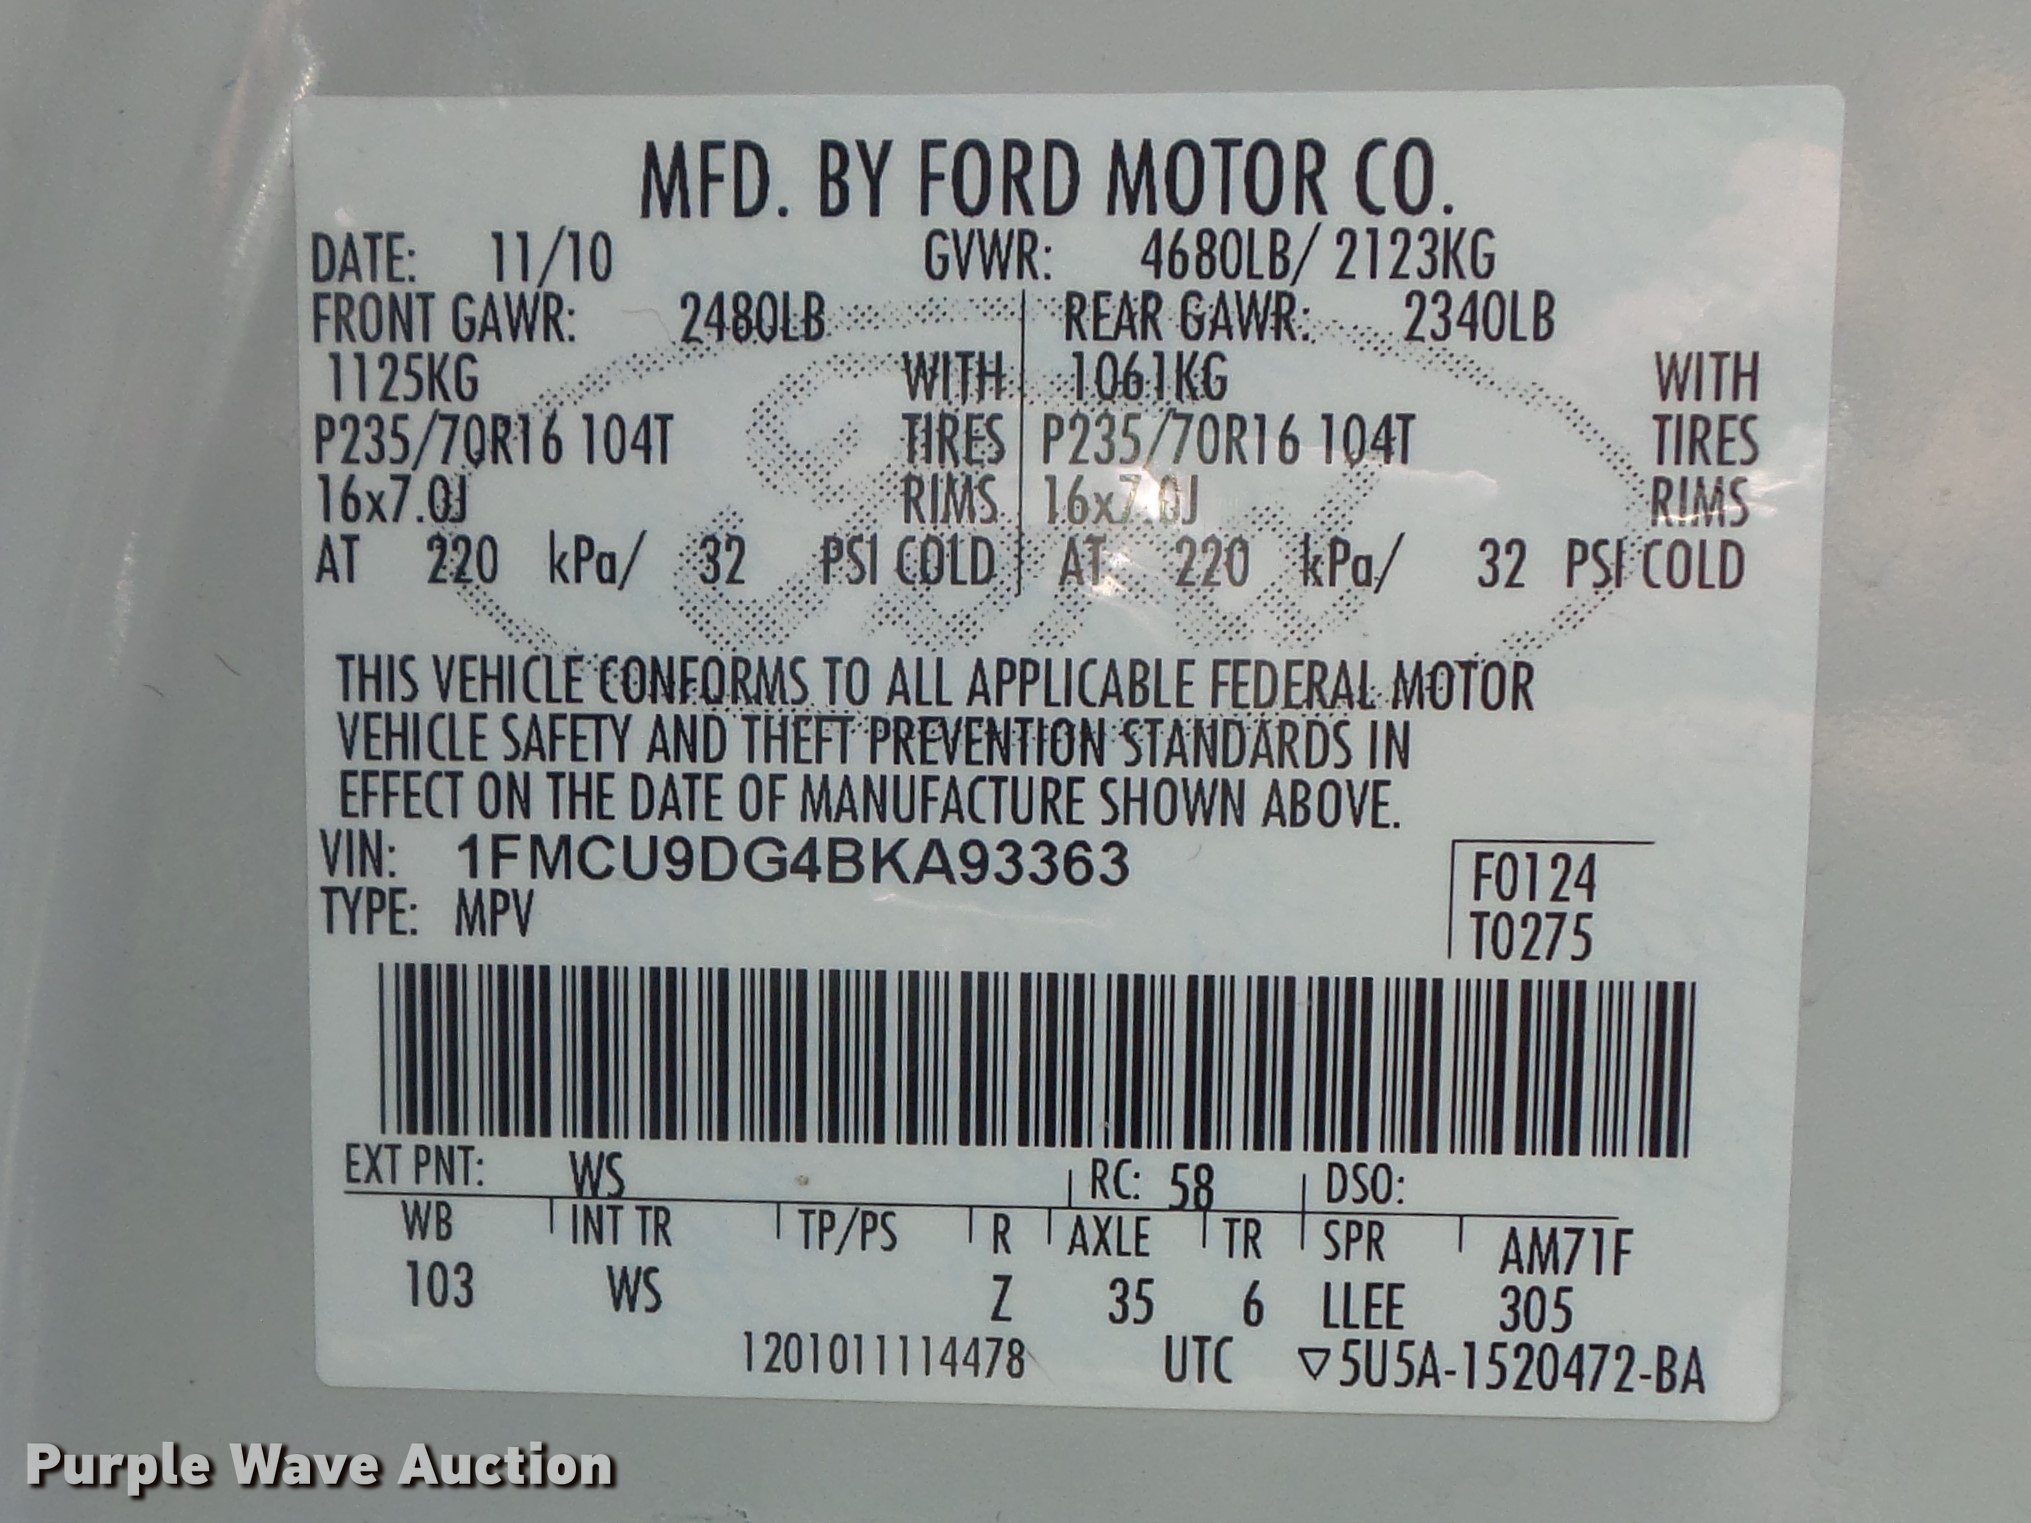 MFD. BY FORD MOTOR CO.
DATE: 11/10 GVWR: 4680LB/ 2123KG
FRONT GAWR: 2480LB REAR GAWR: 2340LB
1125KG WITH 1061KG WITH
P235/70R16 104T TIRES P235/70R16 104T TIRES
16x7.0J RIMS 16x7.0J RIMS
AT 220 kPa/ 32 PSI COLD AT 220 kPa/ 32 PSI COLD
THIS VEHICLE CONFORMS TO ALL APPLICABLE FEDERAL MOTOR
VEHICLE SAFETY AND THEFT PREVENTION STANDARDS IN
EFFECT ON THE DATE OF MANUFACTURE SHOWN ABOVE.
VIN: 1FMCU9DG4BKA93363 F0124
TYPE: MPV T0275
EXT PNT: WS RC: 58 DSO:
WB INT TR TP/PS R AXLE TR SPR AM71F
103 WS Z 35 6 LLEE 305
1201011114478 UTC ▽5U5A-1520472-BA
Purple Wave Auction